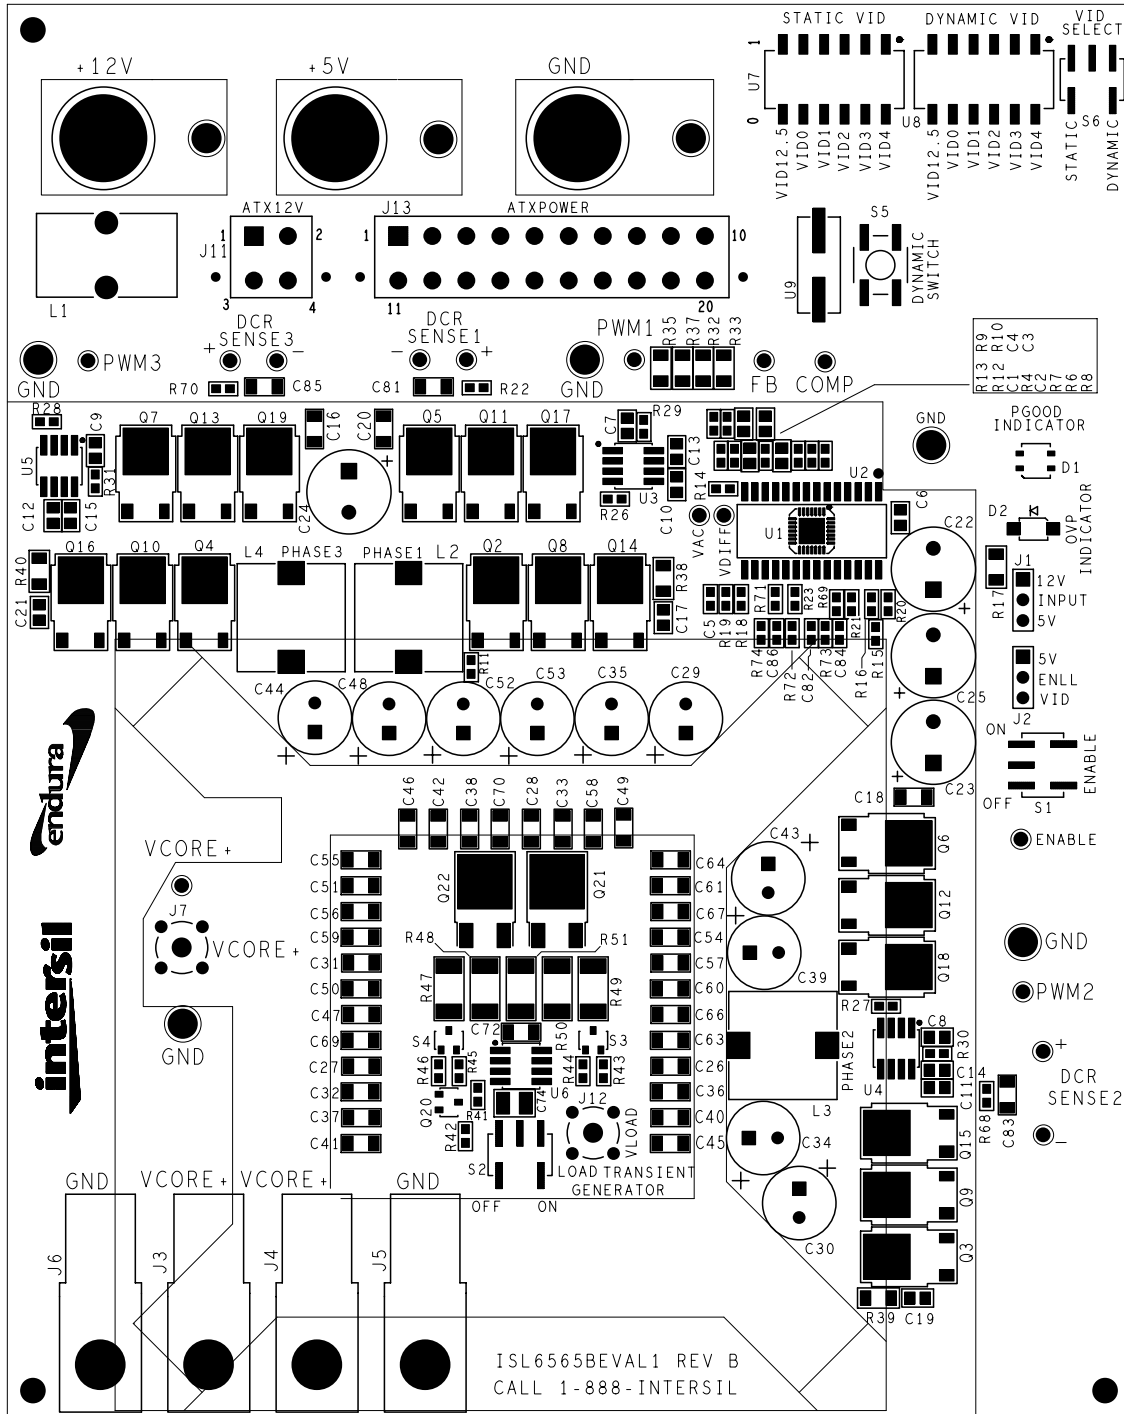 STATIC VID
DYNAMIC VID
VID
SELECT
+12V
+5V
GND
1
U7
0
U8
S6
VID12.5
VID0
VID1
VID2
VID3
VID4
VID12.5
VID0
VID1
VID2
VID3
VID4
STATIC
DYNAMIC
ATX12V
J13
ATXPOWER
S5
1
2
J11
1
10
U9
DYNAMIC
SWITCH
L1
3
4
11
20
DCR
SENSE3
DCR
SENSE1
PWM1
R35
R37
R32
R33
+
-
-
+
GND
PWM3
GND
FB
COMP
R13 R9
R12 R10
C1 C4
R4 C3
C2
R7
R6
R8
R70
C85
C81
R22
R28
C9
Q7
Q13
Q19
C16
C20
Q5
Q11
Q17
C7
R29
GND
PGOOD
INDICATOR
U5
R31
C13
U2
D1
C12
C15
C24
+
R26
U3
C10
R14
C6
C22
D2
OVP
INDICATOR
VAC
VDIFF
U1
R40
Q16
Q10
Q4
L4
PHASE3
PHASE1
L2
Q2
Q8
Q14
R38
J1
12V
INPUT
5V
R17
C21
C17
C5
R19
R18
R71
R23
R69
R21
R20
+
R74
C86
R72
C82
R73
C84
R16
R15
R11
5V
ENLL
VID
J2
C44
C48
C52
C53
C35
C29
+
C25
+
+
+
+
+
+
ON
ENABLE
+
C23
OFF
S1
endura
C46
C42
C38
C70
C28
C33
C58
C49
C18
C43
+
Q6
ENABLE
VCORE+
C55
C64
C51
Q22
Q21
C61
J7
C56
C67
+
Q12
VCORE+
C59
R48
R51
C54
C31
C57
C39
Q18
GND
C50
R47
R49
C60
PWM2
intersil
C47
C66
R27
GND
C69
S4
C72
R50
S3
C63
PHASE2
C8
R30
+
C27
R46
R45
R44
R43
C26
C14
DCR
SENSE2
C32
U6
C36
U4
C11
C37
Q20
R41
C74
J12
C40
L3
R68
C83
C41
R42
VLOAD
C45
C34
Q15
-
S2
LOAD TRANSIENT
GENERATOR
+
+
OFF
ON
GND
VCORE+
VCORE+
GND
Q9
C30
J6
J3
J4
J5
Q3
R39
C19
ISL6565BEVAL1 REV B
CALL 1-888-INTERSIL